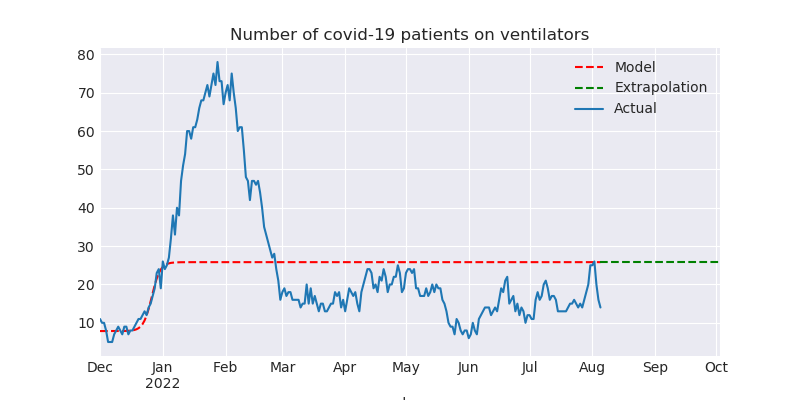 Number of covid-19 patients on ventilators
80
70
60
50
40
30
20
10
Model
Extrapolation
Actual
Dec Jan Feb Mar Apr May Jun Jul Aug Sep Oct
2022